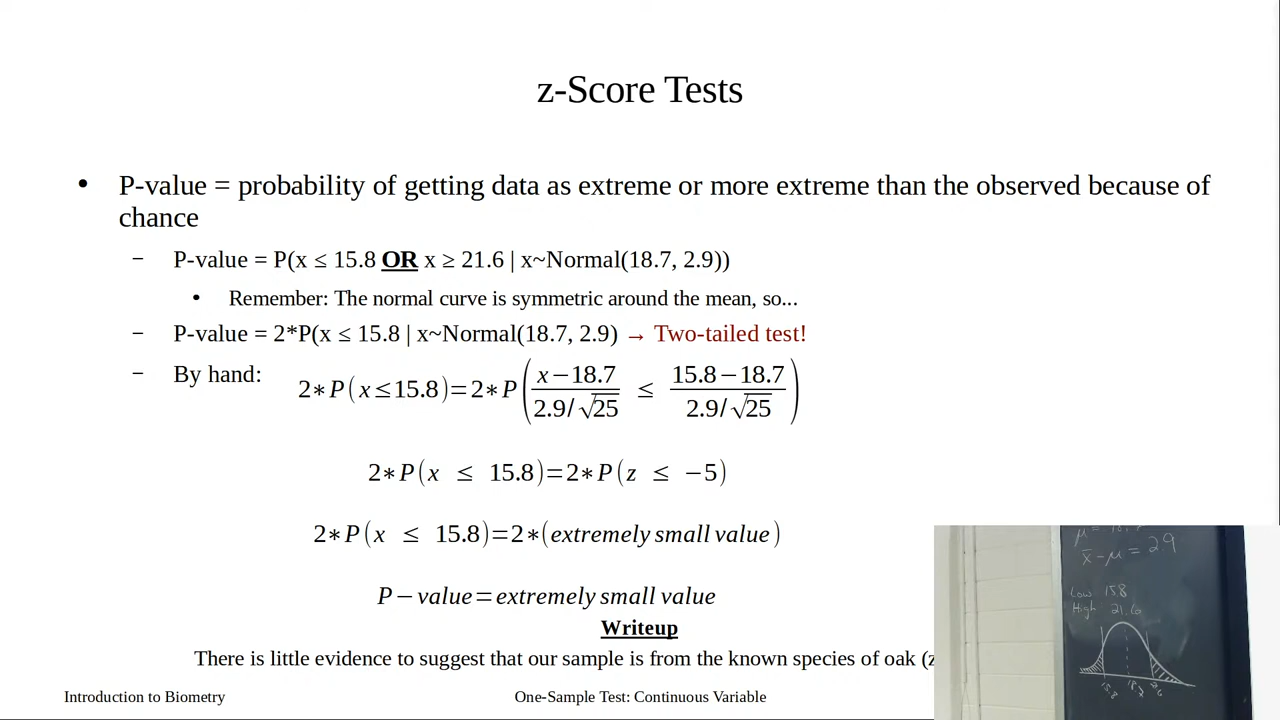 z-Score Tests
• P-value = probability of getting data as extreme or more extreme than the observed because of
chance
– P-value = P(x ≤ 15.8 OR x ≥ 21.6 | x~Normal(18.7, 2.9))
• Remember: The normal curve is symmetric around the mean, so...
– P-value = 2*P(x ≤ 15.8 | x~Normal(18.7, 2.9) → Two-tailed test!
– By hand: 2∗P(x≤15.8)=2∗P((x−18.7)/(2.9/√25) ≤ (15.8−18.7)/(2.9/√25))
2∗P(x ≤ 15.8)=2∗P(z ≤ −5)
2∗P(x ≤ 15.8)=2∗(extremely small value)
P−value=extremely small value
Writeup
There is little evidence to suggest that our sample is from the known species of oak (z
x̄-μ = 2.9
Low 15.8
High 21.6
15.8
Introduction to Biometry
One-Sample Test: Continuous Variable